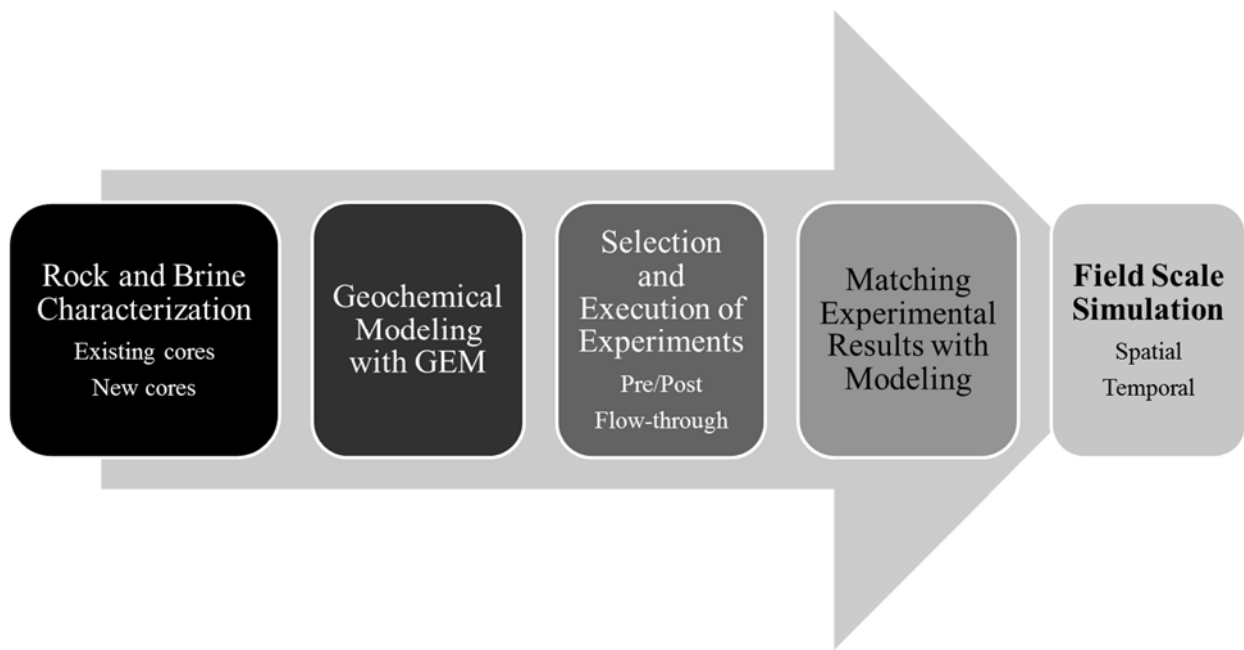 Rock and Brine
Characterization
Existing cores
New cores
Geochemical
Modeling
with GEM
Selection
and
Execution of
Experiments
Pre/Post
Flow-through
Matching
Experimental
Results with
Modeling
Field Scale
Simulation
Spatial
Temporal